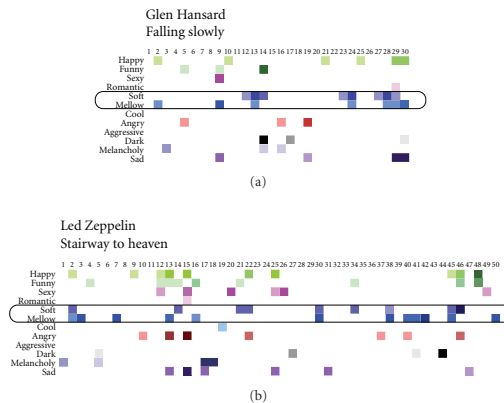 Glen Hansard
Falling slowly
1 2 3 4 5 6 7 8 9 10 11 12 13 14 15 16 17 18 19 20 21 22 23 24 25 26 27 28 29 30
Happy
Funny
Sexy
Romantic
Soft
Mellow
Cool
Angry
Aggressive
Dark
Melancholy
Sad
(a)
Led Zeppelin
Stairway to heaven
1 2 3 4 5 6 7 8 9 10 11 12 13 14 15 16 17 18 19 20 21 22 23 24 25 26 27 28 29 30 31 32 33 34 35 36 37 38 39 40 41 42 43 44 45 46 47 48 49 50
Happy
Funny
Sexy
Romantic
Soft
Mellow
Cool
Angry
Aggressive
Dark
Melancholy
Sad
(b)